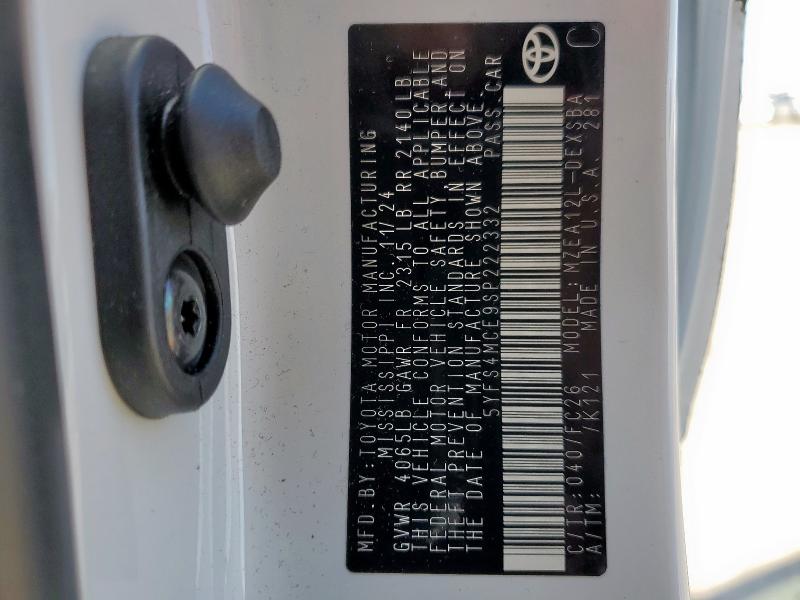 MFD.BY:TOYOTA MOTOR MANUFACTURING
MISSISSIPPI INC. 11/24
GVWR 4065LB GAWR FR 2315 LB RR 2140LB
THIS VEHICLE CONFORMS TO ALL APPLICABLE
FEDERAL MOTOR VEHICLE SAFETY, BUMPER AND
THEFT PREVENTION STANDARDS IN EFFECT ON
THE DATE OF MANUFACTURE SHOWN ABOVE.
5YFS4MCE9SP222332 PASS.CAR
C/TR:040/FC26 MODEL:MZEA12L-DEXSBA
A/TM: /K121 MADE IN U.S.A. 281
C